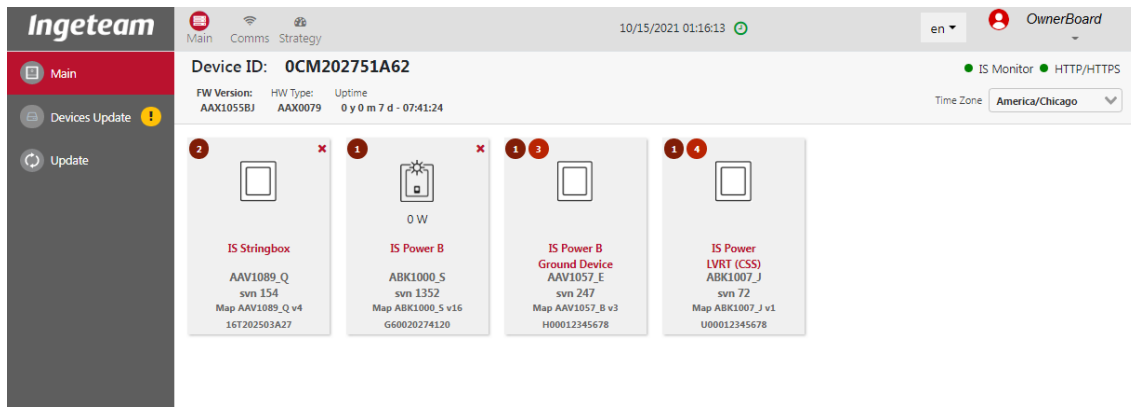 Ingeteam
Main Comms Strategy
10/15/2021 01:16:13
en
OwnerBoard
Main
Devices Update !
Update
Device ID: 0CM202751A62
IS Monitor HTTP/HTTPS
FW Version: HW Type: Uptime
AAX1055BJ AAX0079 0 y 0 m 7 d - 07:41:24
Time Zone America/Chicago
2
IS Stringbox
AAV1089_Q
svn 154
Map AAV1089_Q v4
16T202503A27
1
0 W
IS Power B
ABK1000_S
svn 1352
Map ABK1000_S v16
G60020274120
1 3
IS Power B
Ground Device
AAV1057_E
svn 247
Map AAV1057_B v3
H00012345678
1 4
IS Power
LVRT (CSS)
ABK1007_J
svn 72
Map ABK1007_J v1
U00012345678